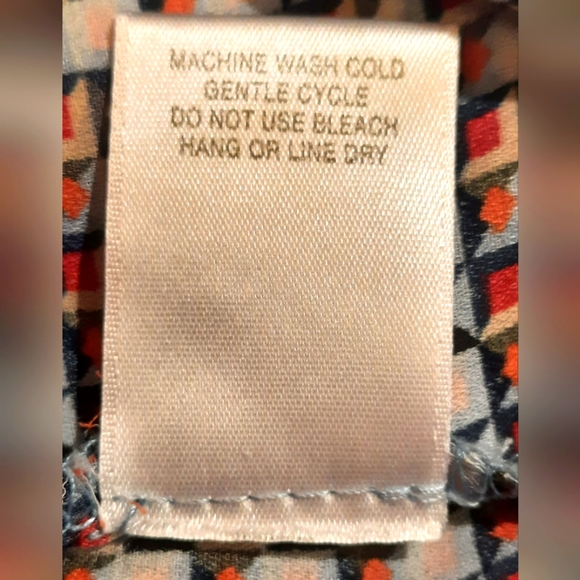 MACHINE WASH COLD
GENTLE CYCLE
DO NOT USE BLEACH
HANG OR LINE DRY